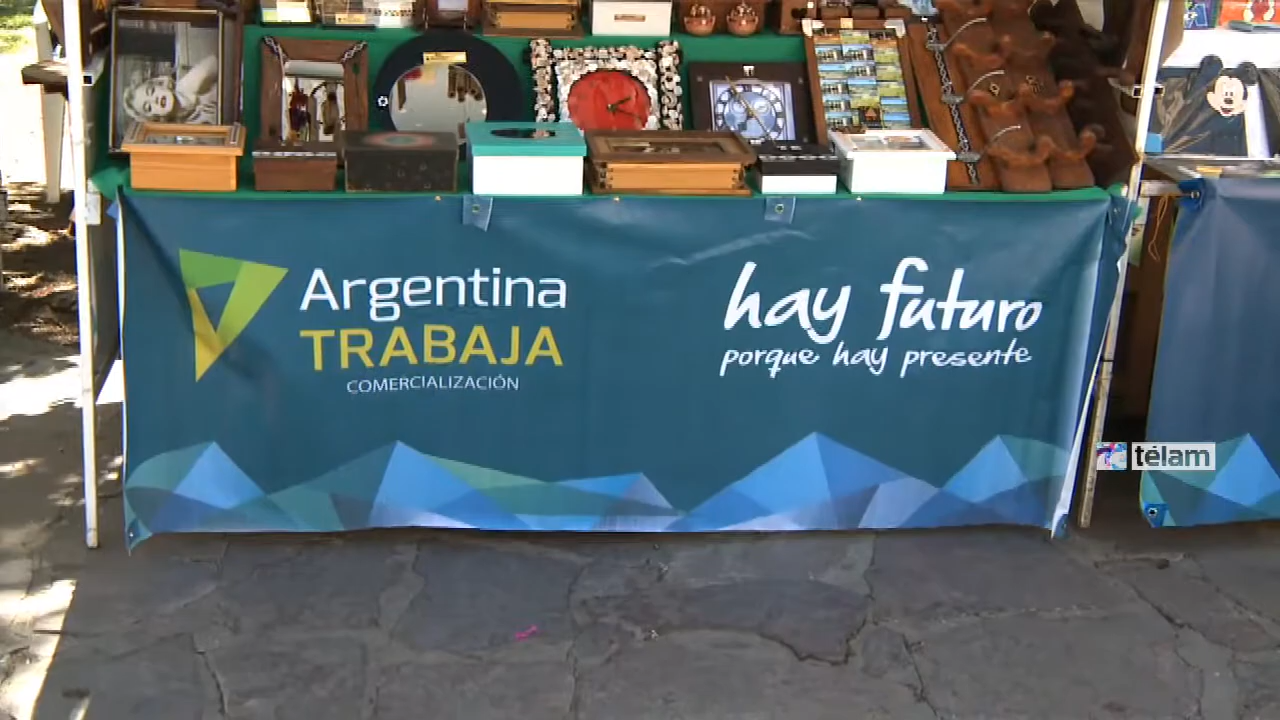 Argentina
TRABAJA
COMERCIALIZACIÓN
hay futuro
porque hay presente
télam